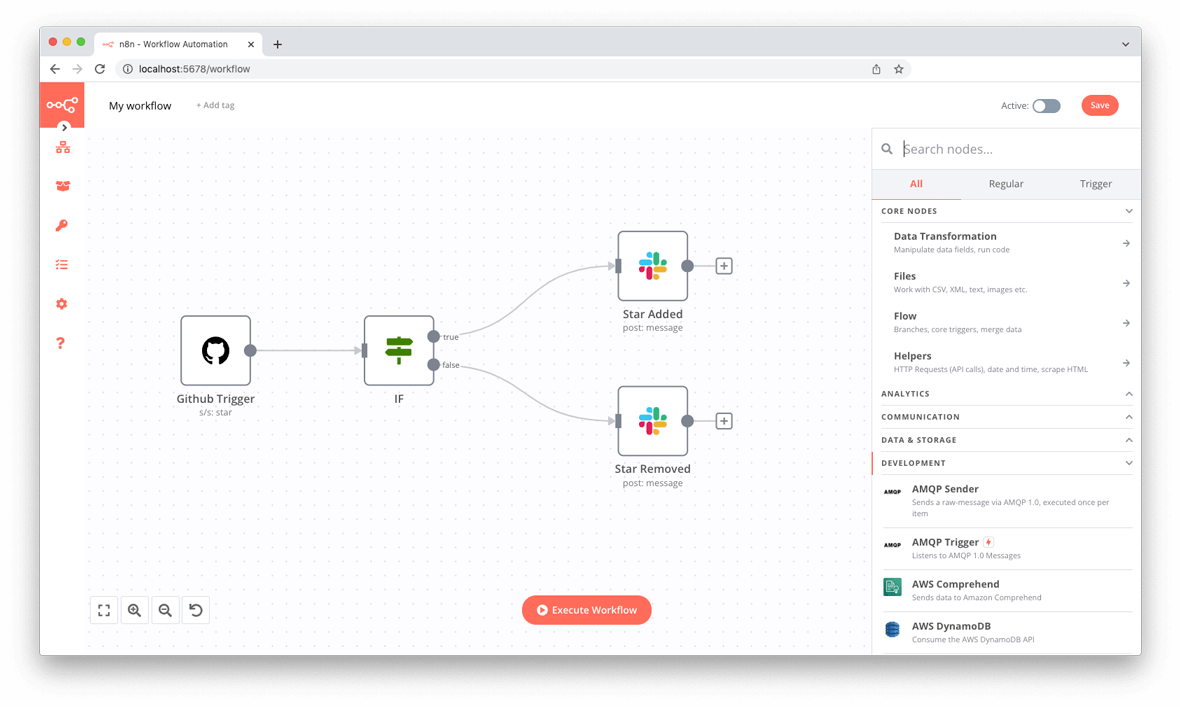 n8n - Workflow Automation
localhost:5678/workflow
My workflow
+ Add tag
Active:
Save
Search nodes...
All
Regular
Trigger
CORE NODES
Data Transformation
Manipulate data fields, run code
Files
Work with CSV, XML, text, images etc.
Flow
Branches, core triggers, merge data
Helpers
HTTP Requests (API calls), date and time, scrape HTML
ANALYTICS
COMMUNICATION
DATA & STORAGE
DEVELOPMENT
AMQP
AMQP Sender
Sends a raw-message via AMQP 1.0, executed once per
item
AMQP
AMQP Trigger
Listens to AMQP 1.0 Messages
AWS Comprehend
Sends data to Amazon Comprehend
AWS DynamoDB
Consume the AWS DynamoDB API
Github Trigger
s/s: star
IF
true
false
Star Added
post: message
Star Removed
post: message
Execute Workflow